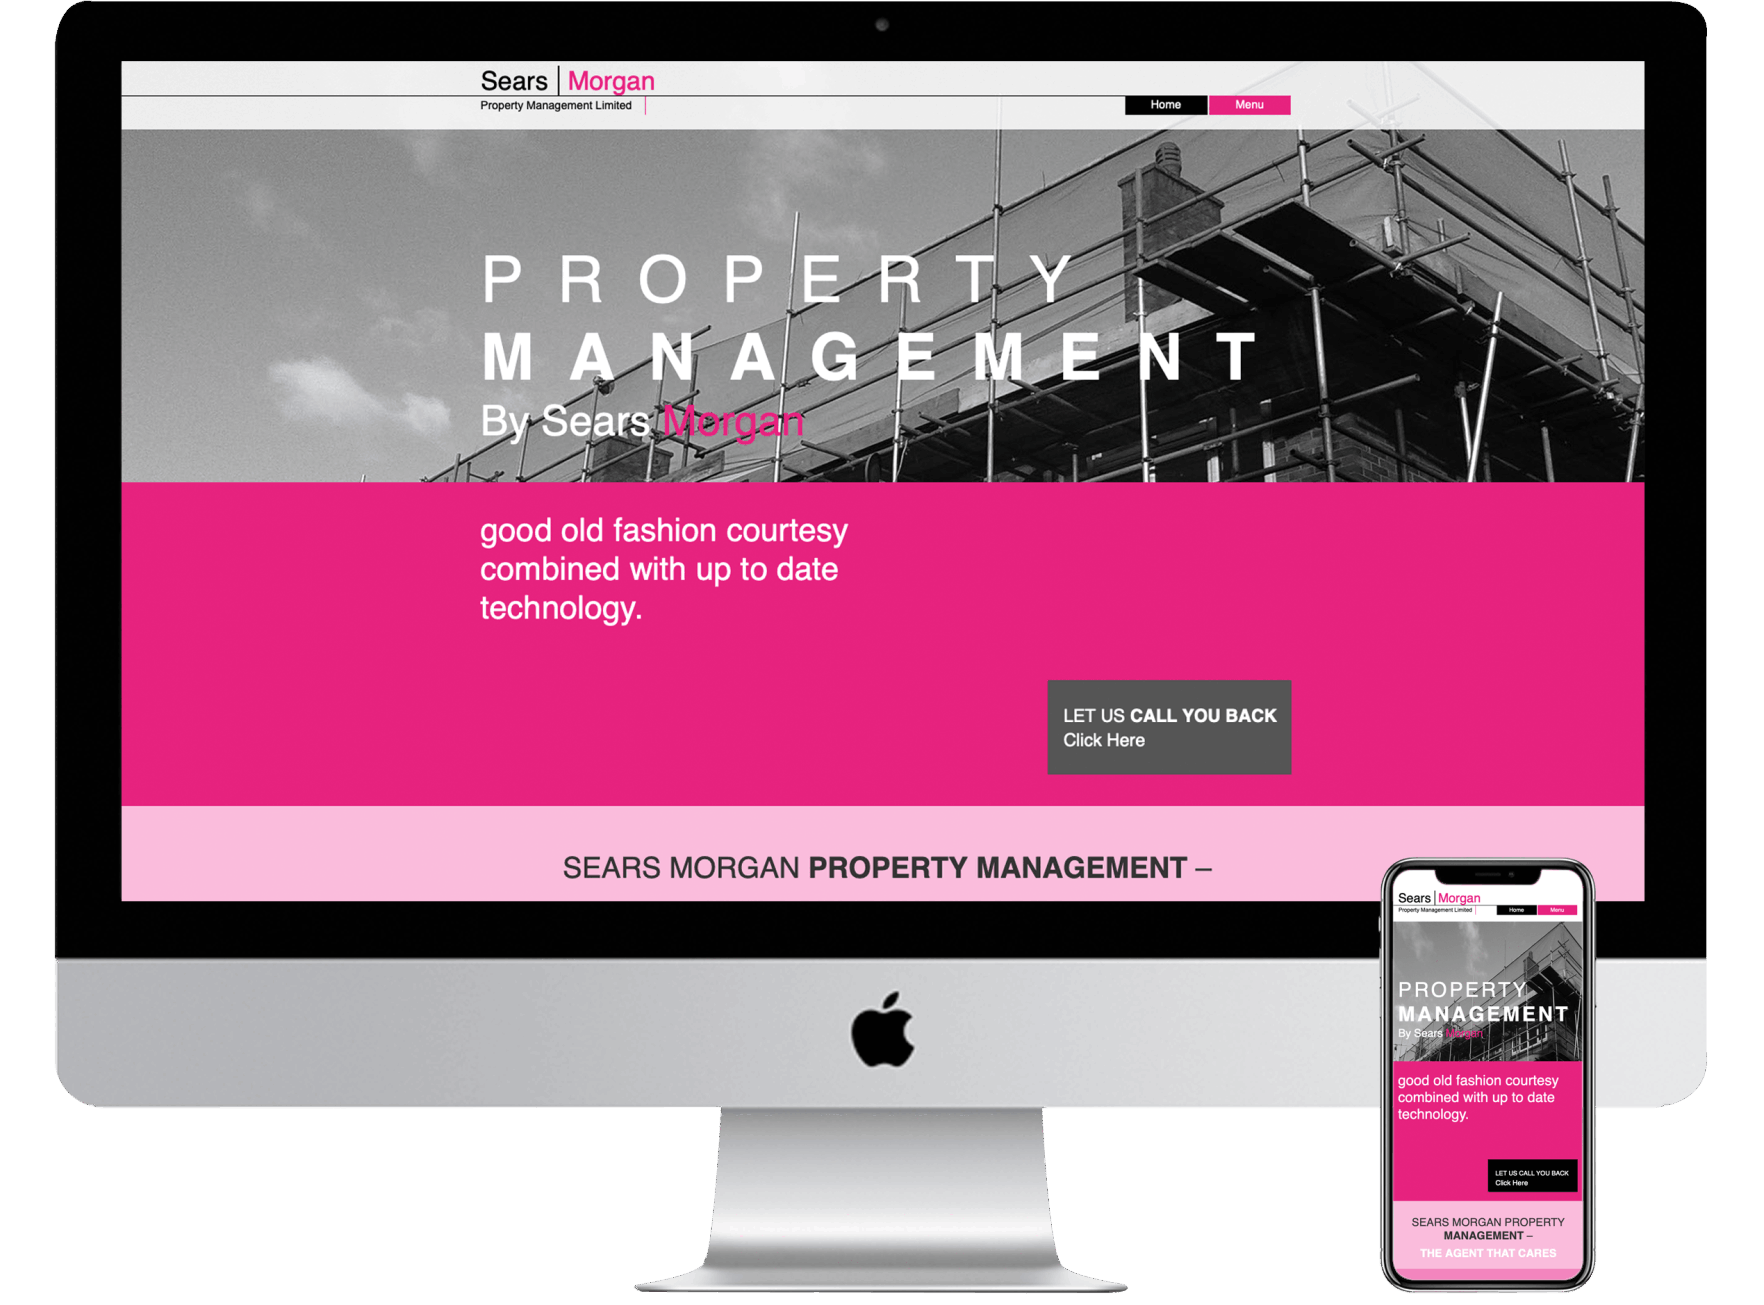 Sears Morgan
Property Management Limited
Home Menu
PROPERTY
MANAGEMENT
By Sears Morgan
good old fashion courtesy
combined with up to date
technology.
LET US CALL YOU BACK
Click Here
SEARS MORGAN PROPERTY MANAGEMENT –
Sears Morgan
Property Management Limited
Home Menu
PROPERTY
MANAGEMENT
By Sears Morgan
good old fashion courtesy
combined with up to date
technology.
LET US CALL YOU BACK
Click Here
SEARS MORGAN PROPERTY
MANAGEMENT –
THE AGENT THAT CARES